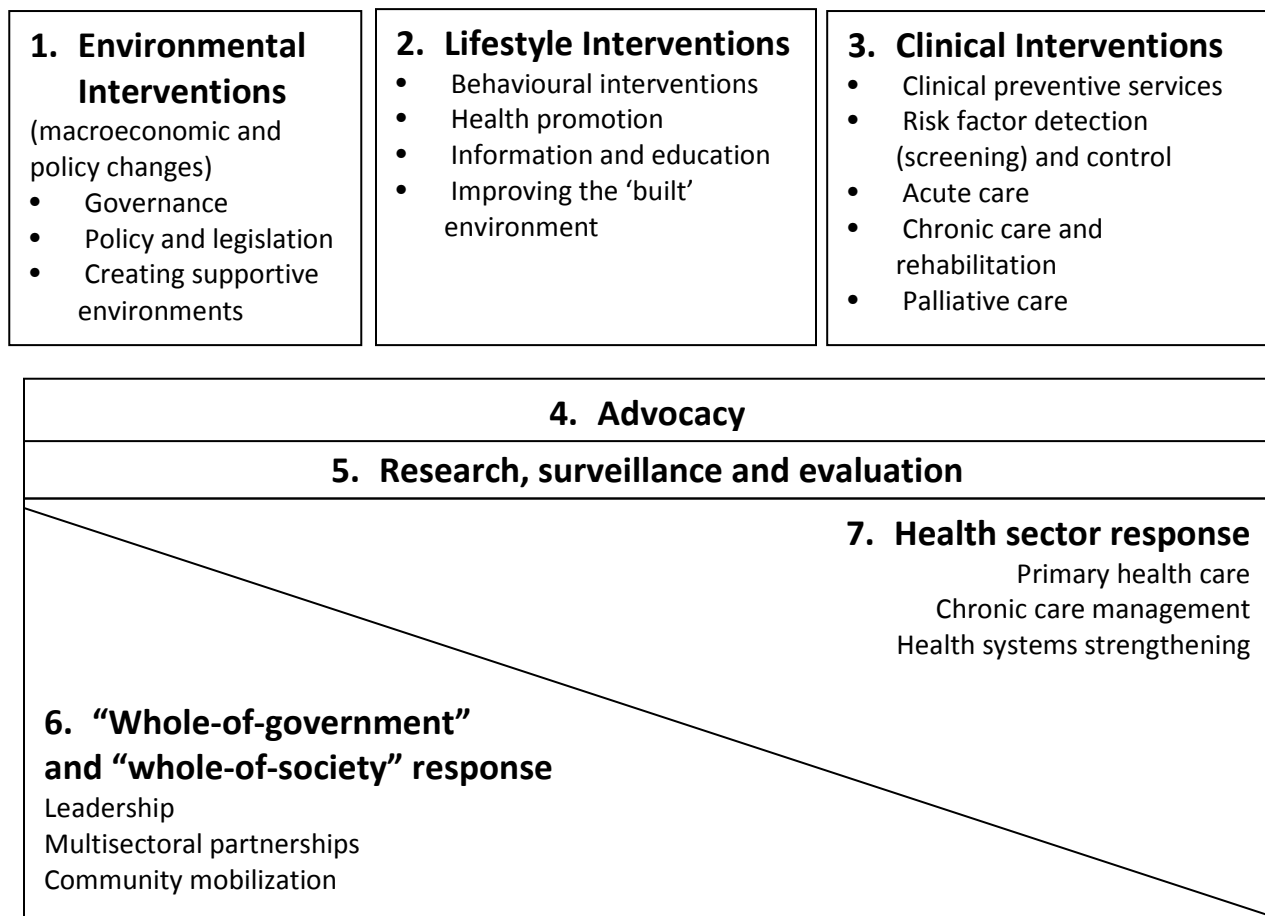 1. Environmental
Interventions
(macroeconomic and
policy changes)
• Governance
• Policy and legislation
• Creating supportive
environments
2. Lifestyle Interventions
• Behavioural interventions
• Health promotion
• Information and education
• Improving the ‘built’
environment
3. Clinical Interventions
• Clinical preventive services
• Risk factor detection
(screening) and control
• Acute care
• Chronic care and
rehabilitation
• Palliative care
4. Advocacy
5. Research, surveillance and evaluation
7. Health sector response
Primary health care
Chronic care management
Health systems strengthening
6. “Whole-of-government”
and “whole-of-society” response
Leadership
Multisectoral partnerships
Community mobilization